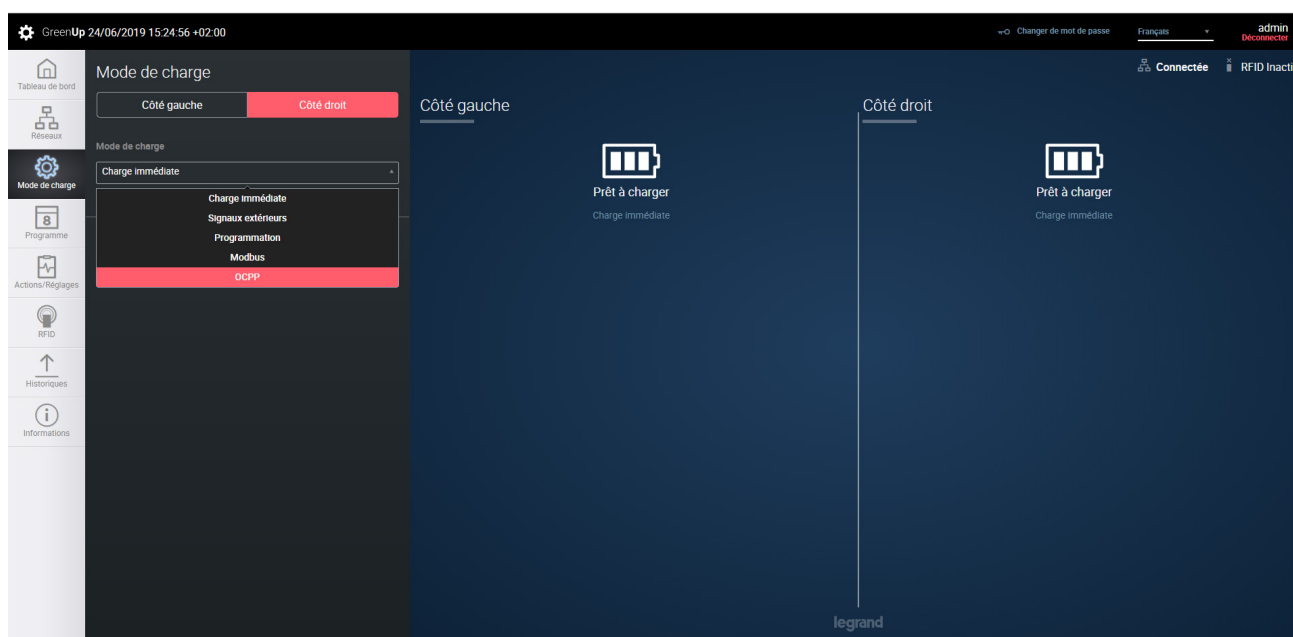 GreenUp 24/06/2019 15:24:56 +02:00
Changer de mot de passe
Français
admin
Déconnecter
Tableau de bord
Réseaux
Mode de charge
8
Programme
Actions/Réglages
RFID
Historiques
Informations
Mode de charge
Côté gauche
Côté droit
Mode de charge
Charge immédiate
Charge immédiate
Signaux extérieurs
Programmation
Modbus
OCPP
Connectée
RFID Inacti
Côté gauche
Prêt à charger
Charge immédiate
Côté droit
Prêt à charger
Charge immédiate
legrand